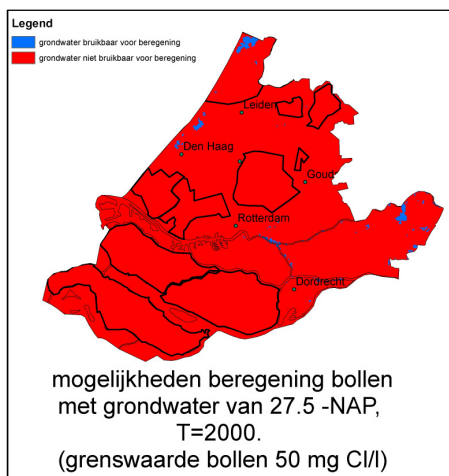 Legend
grondwater bruikbaar voor beregening
grondwater niet bruikbaar voor beregening
Leiden
Den Haag
Goud
Rotterdam
Dordrecht
mogelijkheden beregening bollen
met grondwater van 27.5 -NAP,
T=2000.
(grenswaarde bollen 50 mg Cl/l)